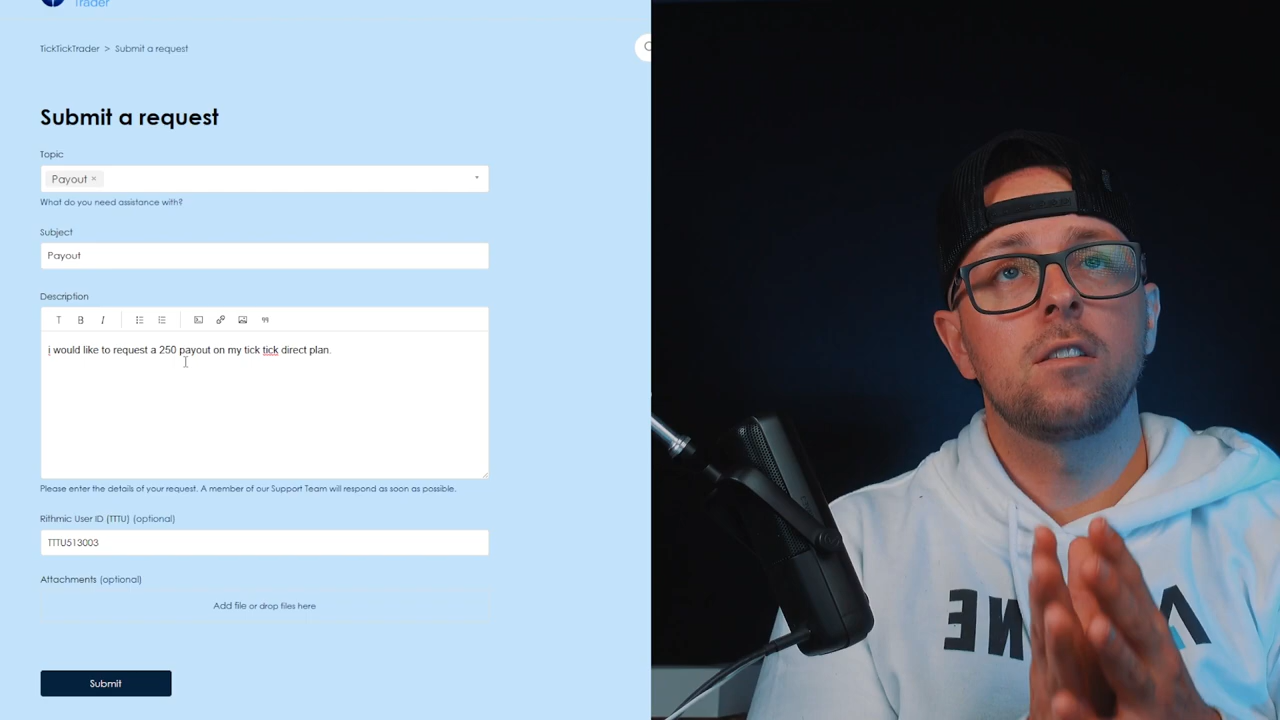 Trader
TickTickTrader > Submit a request
Submit a request
Topic
Payout ×
What do you need assistance with?
Subject
Payout
Description
T B I
i would like to request a 250 payout on my tick tick direct plan.
Please enter the details of your request. A member of our Support Team will respond as soon as possible.
Rithmic User ID (TTTU) (optional)
TTTU513003
Attachments (optional)
Add file or drop files here
Submit